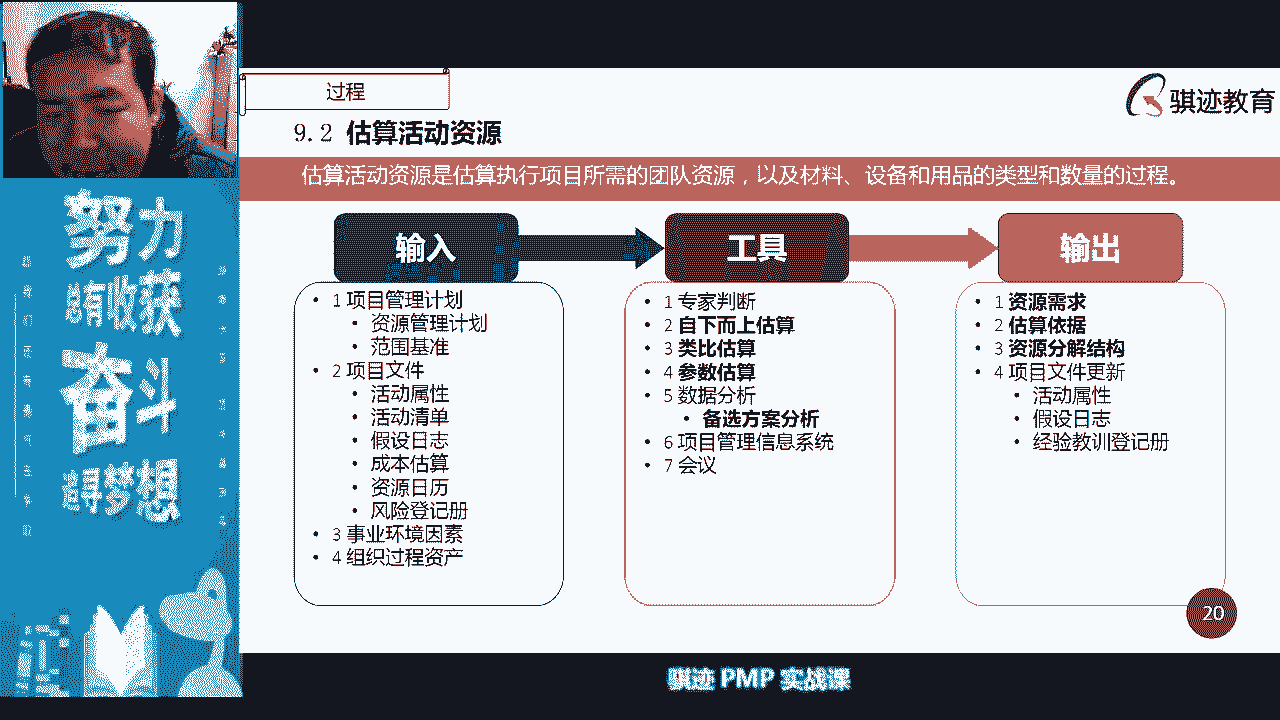 过程
骐迹教育
9.2 估算活动资源
估算活动资源是估算执行项目所需的团队资源，以及材料、设备和用品的类型和数量的过程。
输入
• 1 项目管理计划
• 资源管理计划
• 范围基准
• 2 项目文件
• 活动属性
• 活动清单
• 假设日志
• 成本估算
• 资源日历
• 风险登记册
• 3 事业环境因素
• 4 组织过程资产
工具
• 1 专家判断
• 2 自下而上估算
• 3 类比估算
• 4 参数估算
• 5 数据分析
• 备选方案分析
• 6 项目管理信息系统
• 7 会议
输出
• 1 资源需求
• 2 估算依据
• 3 资源分解结构
• 4 项目文件更新
• 活动属性
• 假设日志
• 经验教训登记册
20
努力
总有收获
奋斗
追寻梦想
骐迹 PMP 实战课